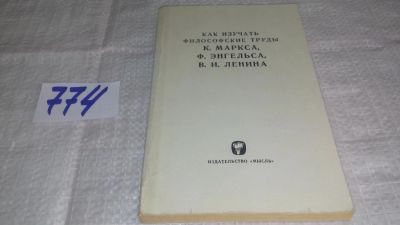 774
КАК ИЗУЧАТЬ
ФИЛОСОФСКИЕ ТРУДЫ
К. МАРКСА,
Ф. ЭНГЕЛЬСА,
В. И. ЛЕНИНА
ИЗДАТЕЛЬСТВО «МЫСЛЬ»